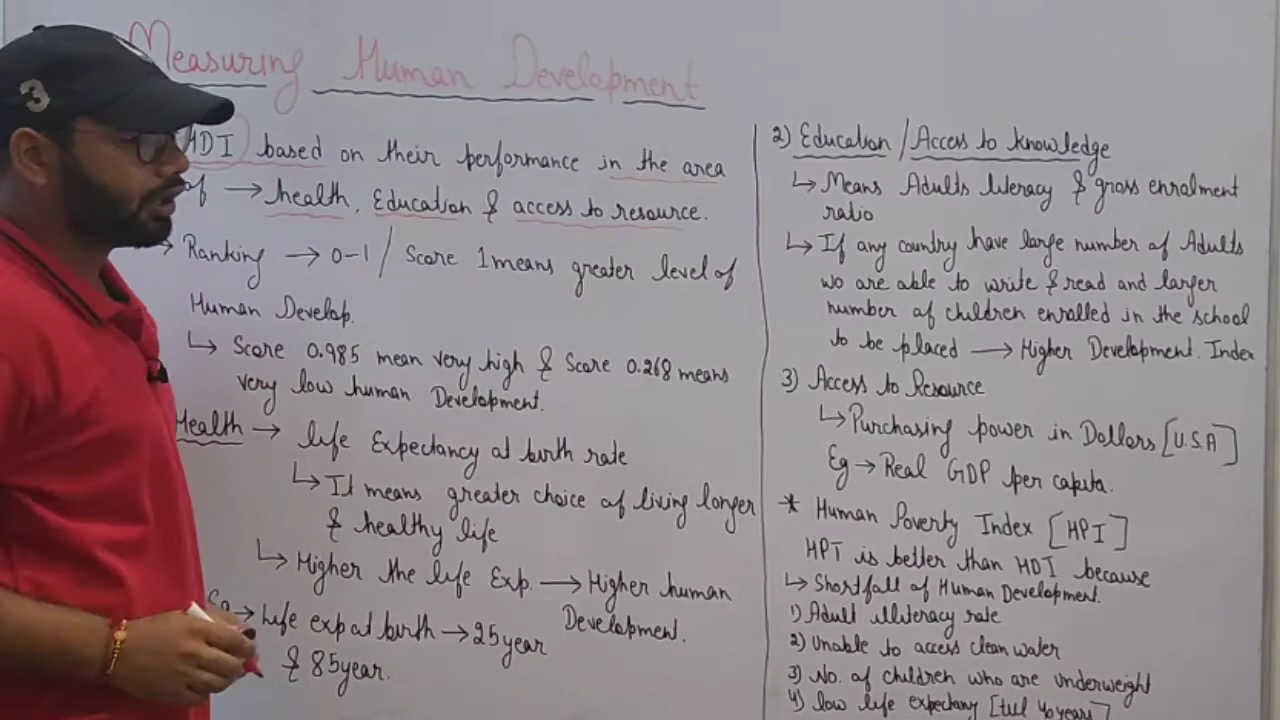 Measuring Human Development
HDI based on their performance in the area
of → health, Education & access to resource.
→ Ranking → 0-1 / Score 1 means greater level of
Human Develop.
↳ Score 0.985 mean very high & Score 0.268 means
very low human Development.
Health → life Expectancy at birth rate
↳ It means greater choice of living longer
& healthy life
↳ Higher the life Exp. → Higher human
Development.
Eg → Life exp at birth → 25 year
& 85 year.
2) Education / Access to knowledge
↳ Means Adults literacy & gross enrolment
ratio
↳ If any country have large number of Adults
wo are able to write & read and larger
number of children enrolled in the school
to be placed → Higher Development Index
3) Access to Resource
↳ Purchasing power in Dollars [U.S.A]
Eg → Real GDP per capita.
* Human Poverty Index [HPI]
HPI is better than HDI because
↳ Shortfall of Human Development.
1) Adult illiteracy rate
2) Unable to access clean water
3) No. of children who are underweight
4) low life expectany [till 40 years]
3